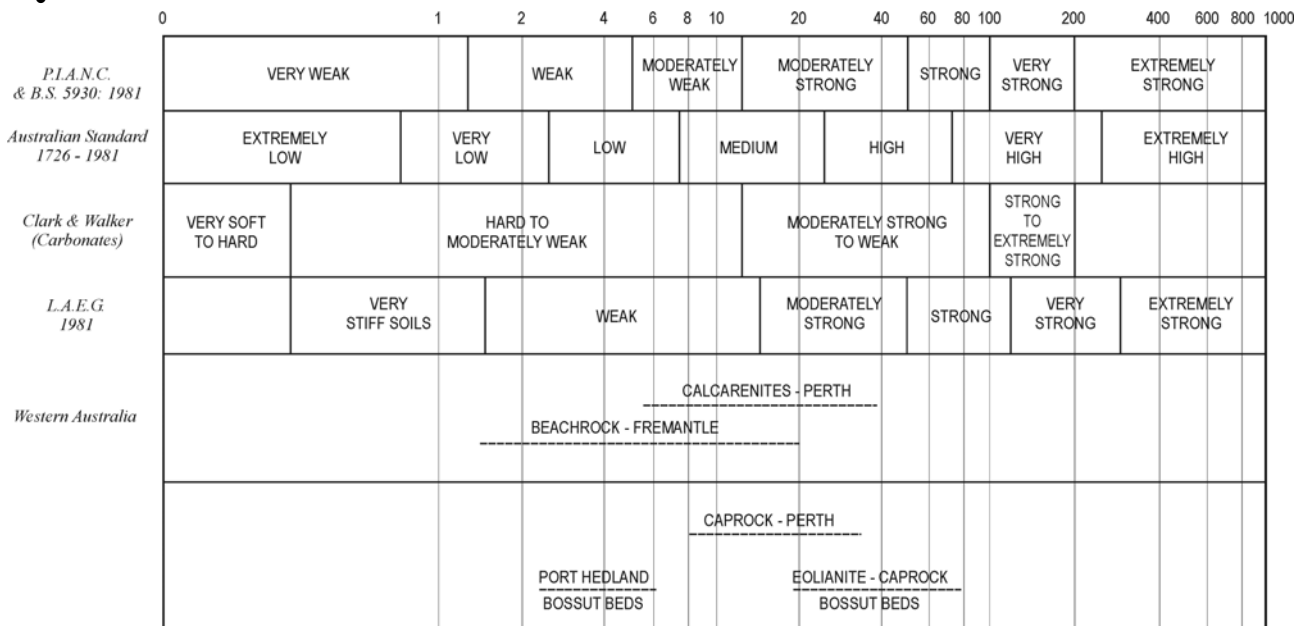 0 1 2 4 6 8 10 20 40 60 80 100 200 400 600 800 1000
P.I.A.N.C.
& B.S. 5930: 1981
VERY WEAK
WEAK
MODERATELY
WEAK
MODERATELY
STRONG
STRONG
VERY
STRONG
EXTREMELY
STRONG
Australian Standard
1726 - 1981
EXTREMELY
LOW
VERY
LOW
LOW
MEDIUM
HIGH
VERY
HIGH
EXTREMELY
HIGH
Clark & Walker
(Carbonates)
VERY SOFT
TO HARD
HARD TO
MODERATELY WEAK
MODERATELY STRONG
TO WEAK
STRONG
TO
EXTREMELY
STRONG
L.A.E.G.
1981
VERY
STIFF SOILS
WEAK
MODERATELY
STRONG
STRONG
VERY
STRONG
EXTREMELY
STRONG
Western Australia
CALCARENITES - PERTH
BEACHROCK - FREMANTLE
CAPROCK - PERTH
PORT HEDLAND
BOSSUT BEDS
EOLIANITE - CAPROCK
BOSSUT BEDS